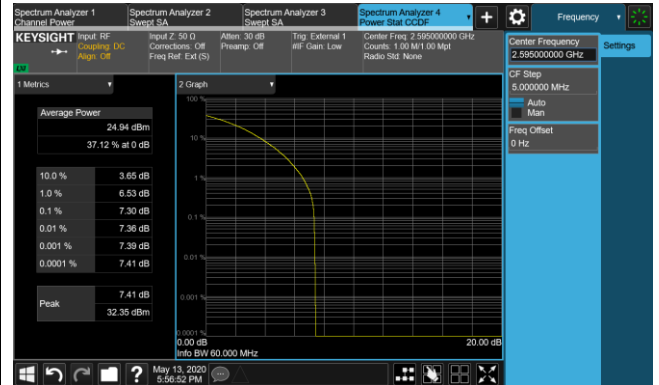 Spectrum Analyzer 1
Channel Power
Spectrum Analyzer 2
Swept SA
Spectrum Analyzer 3
Swept SA
Spectrum Analyzer 4
Power Stat CCDF
Frequency
KEYSIGHT
Input: RF
Coupling: DC
Align: Off
Input Z: 50 Ω
Corrections: Off
Freq Ref: Ext (S)
Atten: 30 dB
Preamp: Off
Trig: External 1
#IF Gain: Low
Center Freq: 2.595000000 GHz
Counts: 1.00 M/1.00 Mpt
Radio Std: None
LXI
1 Metrics
Average Power
24.94 dBm
37.12 % at 0 dB
10.0 % 3.65 dB
1.0 % 6.53 dB
0.1 % 7.30 dB
0.01 % 7.36 dB
0.001 % 7.39 dB
0.0001 % 7.41 dB
Peak
7.41 dB
32.35 dBm
2 Graph
100 %
10 %
1 %
0.1 %
0.01 %
0.001 %
0.0001 %
0.00 dB
20.00 dB
Info BW 60.000 MHz
Center Frequency
2.595000000 GHz
Settings
CF Step
5.000000 MHz
Auto
Man
Freq Offset
0 Hz
?
May 13, 2020
5:56:52 PM